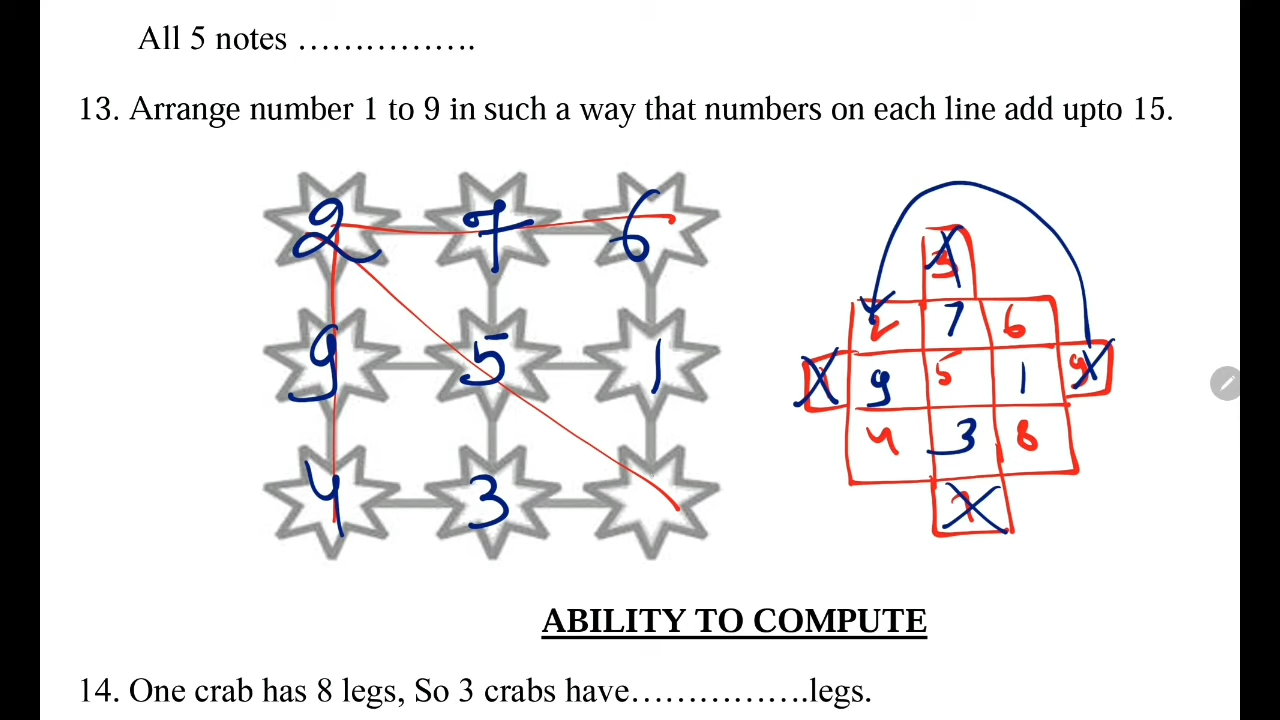 All 5 notes …………….
13. Arrange number 1 to 9 in such a way that numbers on each line add upto 15.
2 7 6
9 5 1
4 3
2 7 6
9 5 1 9
4 3 8
ABILITY TO COMPUTE
14. One crab has 8 legs, So 3 crabs have…………….legs.